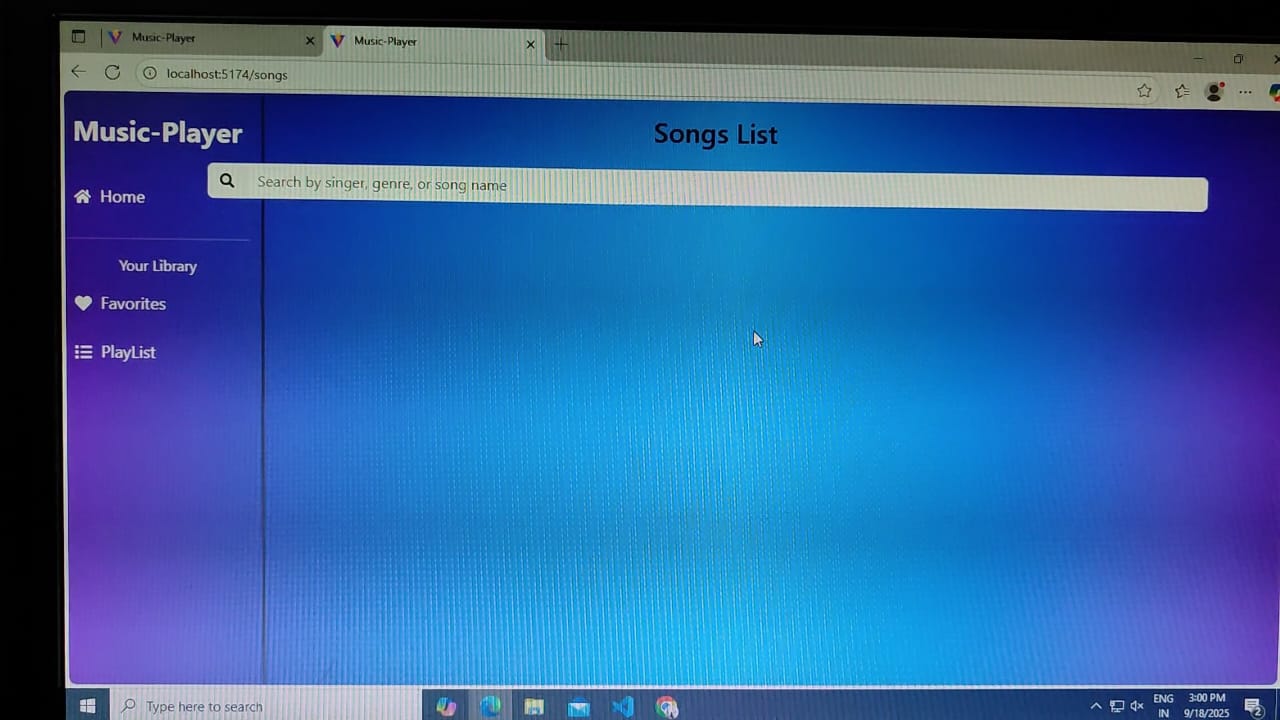 Music-Player
Music-Player
localhost:5174/songs
Music-Player
Songs List
Search by singer, genre, or song name
Home
Your Library
Favorites
PlayList
Type here to search
ENG
IN
3:00 PM
9/18/2025
2